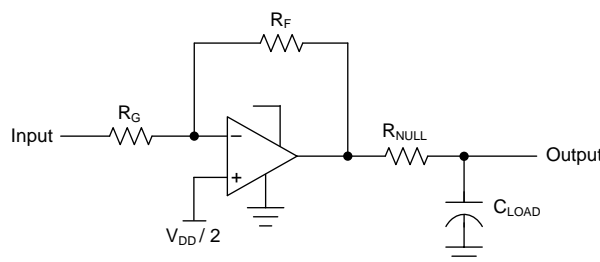 R_F
R_G
Input
−
R_NULL
Output
+
C_LOAD
V_DD / 2